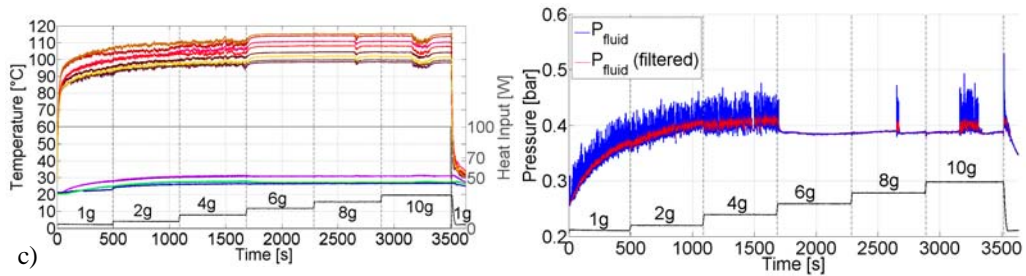 120
110
100
90
80
70
60
50
40
30
20
10
0
Temperature [°C]
100
70
50
0
Heat Input [W]
1g
2g
4g
6g
8g
10g
1g
0 500 1000 1500 2000 2500 3000 3500
Time [s]
c)
0.6
0.5
0.4
0.3
0.2
Pressure [bar]
P_fluid
P_fluid (filtered)
1g
2g
4g
6g
8g
10g
0 500 1000 1500 2000 2500 3000 3500
Time [s]